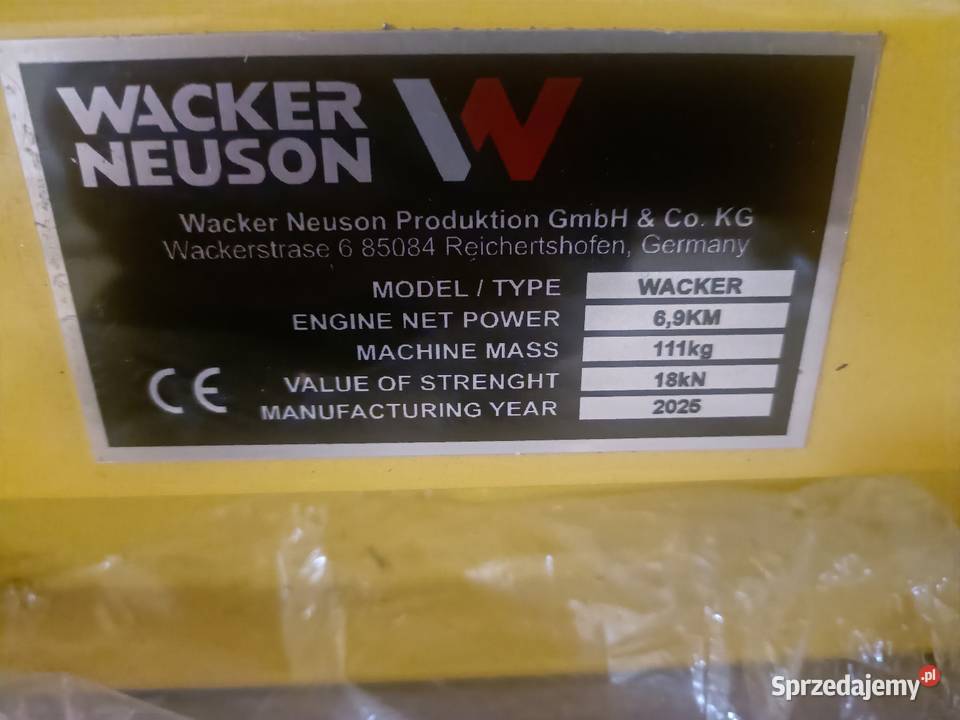 WACKER
NEUSON
Wacker Neuson Produktion GmbH & Co. KG
Wackerstrase 6 85084 Reichertshofen, Germany
MODEL / TYPE WACKER
ENGINE NET POWER 6,9KM
MACHINE MASS 111kg
VALUE OF STRENGHT 18kN
MANUFACTURING YEAR 2025
CE
Sprzedajemy.pl